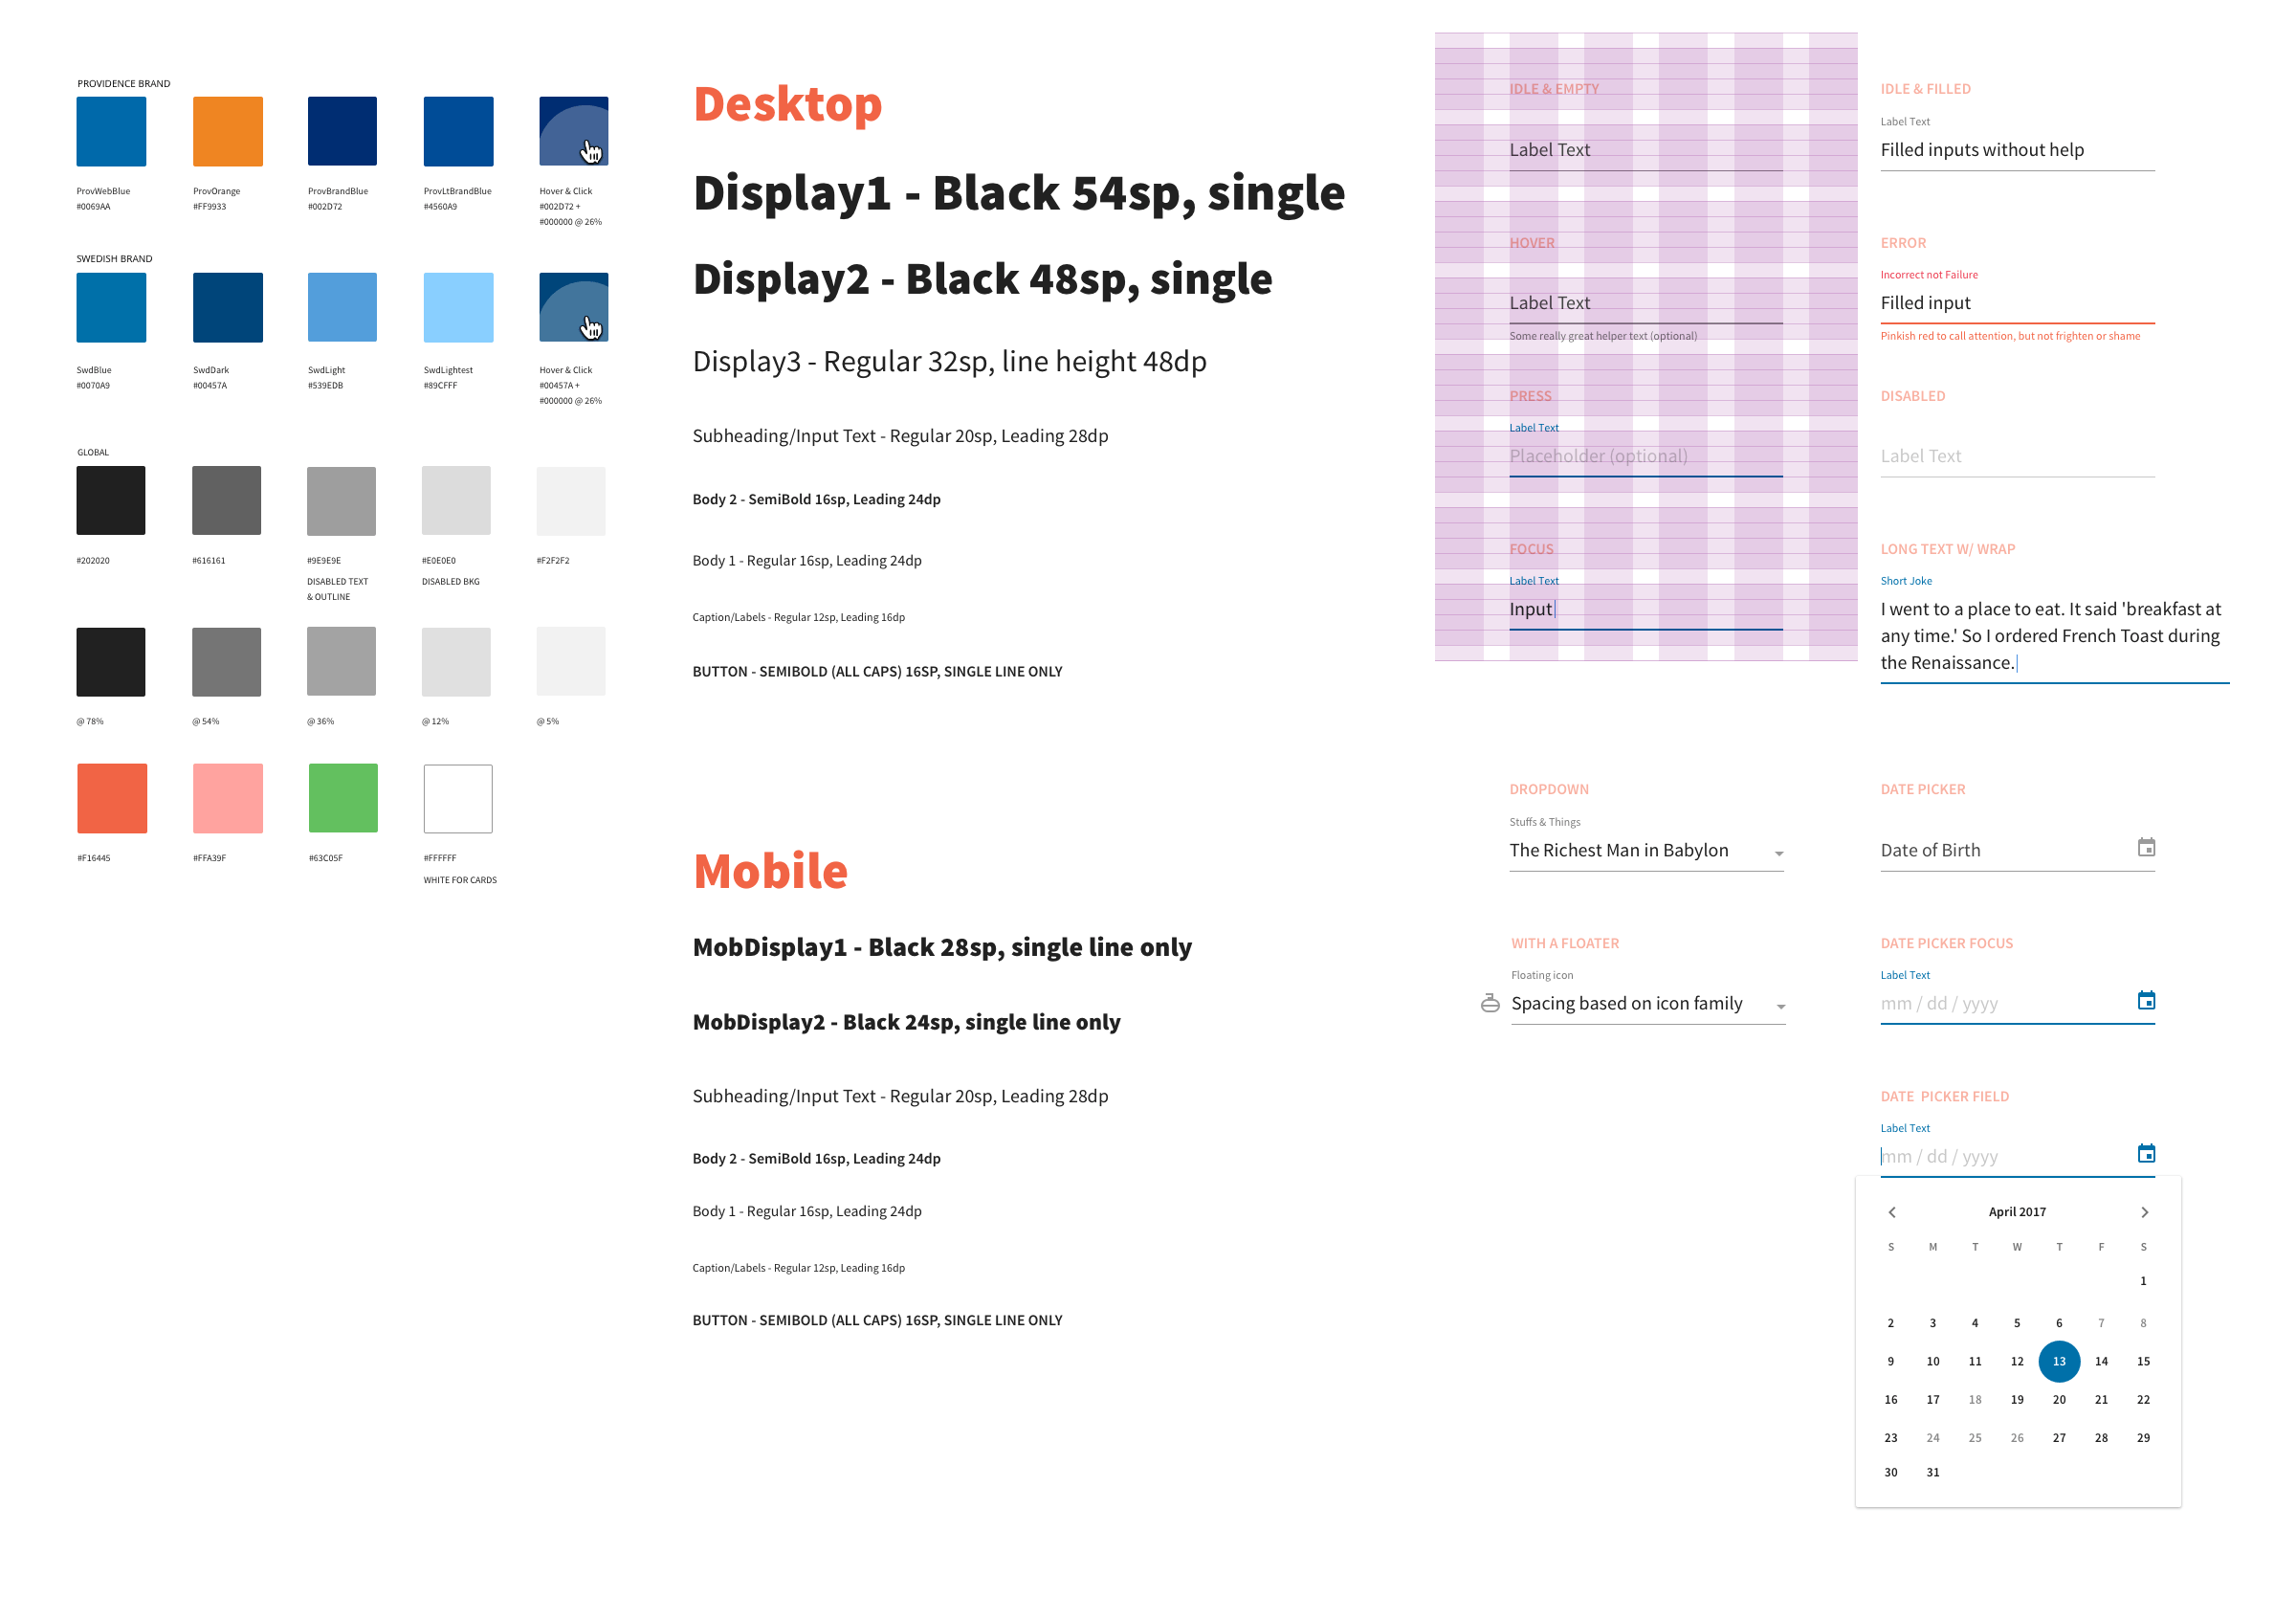 PROVIDENCE BRAND
ProvWebBlue
#0069AA
ProvOrange
#FF9933
ProvBrandBlue
#002D72
ProvLtBrandBlue
#4560A9
Hover & Click
#002D72 +
#000000 @ 26%
SWEDISH BRAND
SwdBlue
#0070A9
SwdDark
#00457A
SwdLight
#539EDB
SwdLightest
#89CFFF
Hover & Click
#00457A +
#000000 @ 26%
GLOBAL
#202020
#616161
#9E9E9E
DISABLED TEXT
& OUTLINE
#E0E0E0
DISABLED BKG
#F2F2F2
@ 78%
@ 54%
@ 36%
@ 12%
@ 5%
#F16445
#FFA39F
#63C05F
#FFFFFF
WHITE FOR CARDS
Desktop
Display1 - Black 54sp, single
Display2 - Black 48sp, single
Display3 - Regular 32sp, line height 48dp
Subheading/Input Text - Regular 20sp, Leading 28dp
Body 2 - SemiBold 16sp, Leading 24dp
Body 1 - Regular 16sp, Leading 24dp
Caption/Labels - Regular 12sp, Leading 16dp
BUTTON - SEMIBOLD (ALL CAPS) 16SP, SINGLE LINE ONLY
Mobile
MobDisplay1 - Black 28sp, single line only
MobDisplay2 - Black 24sp, single line only
Subheading/Input Text - Regular 20sp, Leading 28dp
Body 2 - SemiBold 16sp, Leading 24dp
Body 1 - Regular 16sp, Leading 24dp
Caption/Labels - Regular 12sp, Leading 16dp
BUTTON - SEMIBOLD (ALL CAPS) 16SP, SINGLE LINE ONLY
IDLE & EMPTY
Label Text
HOVER
Label Text
Some really great helper text (optional)
PRESS
Label Text
Placeholder (optional)
FOCUS
Label Text
Input
IDLE & FILLED
Label Text
Filled inputs without help
ERROR
Incorrect not Failure
Filled input
Pinkish red to call attention, but not frighten or shame
DISABLED
Label Text
LONG TEXT W/ WRAP
Short Joke
I went to a place to eat. It said 'breakfast at
any time.' So I ordered French Toast during
the Renaissance.
DROPDOWN
Stuffs & Things
The Richest Man in Babylon
WITH A FLOATER
Floating icon
Spacing based on icon family
DATE PICKER
Date of Birth
DATE PICKER FOCUS
Label Text
mm / dd / yyyy
DATE  PICKER FIELD
Label Text
mm / dd / yyyy
April 2017
S M T W T F S
1
2 3 4 5 6 7 8
9 10 11 12 13 14 15
16 17 18 19 20 21 22
23 24 25 26 27 28 29
30 31